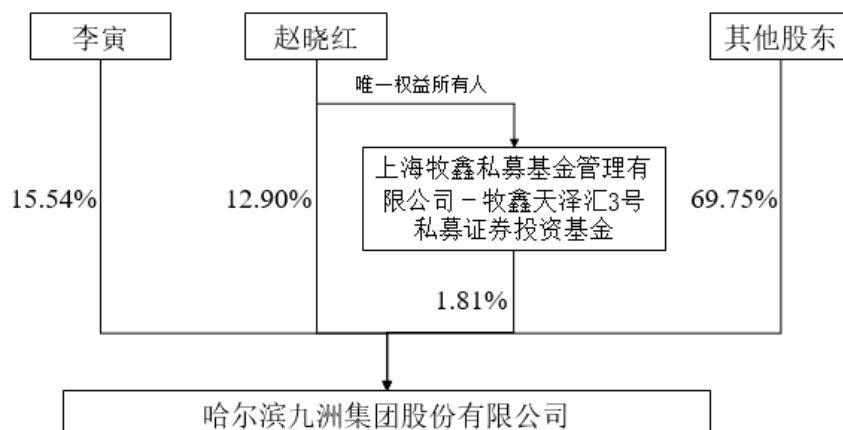 李寅
赵晓红
其他股东
唯一权益所有人
上海牧鑫私募基金管理有
限公司－牧鑫天泽汇3号
私募证券投资基金
15.54%
12.90%
69.75%
1.81%
哈尔滨九洲集团股份有限公司